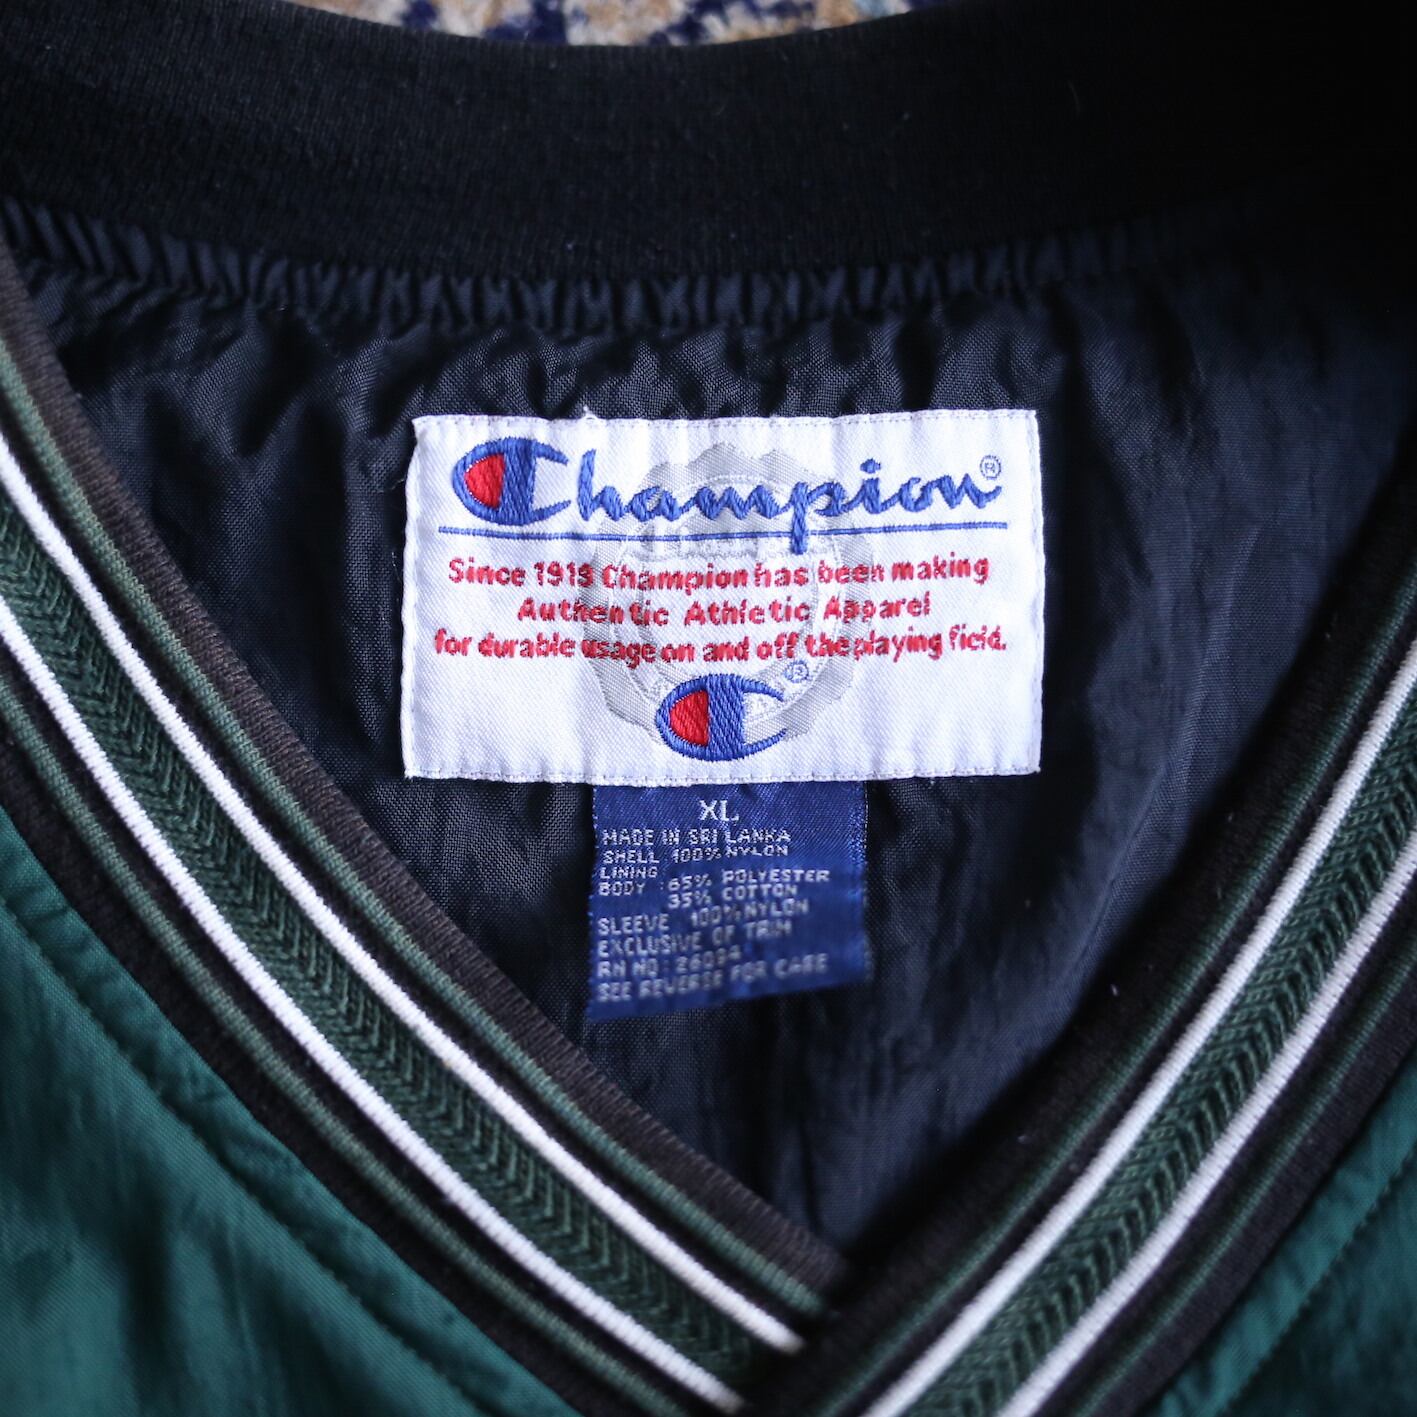 Champion®
Since 1919 Champion has been making
Authentic Athletic Apparel
for durable usage on and off the playing field.
®
XL
MADE IN SRI LANKA
SHELL 100% NYLON
LINING
BODY : 65% POLYESTER
35% COTTON
SLEEVE 100% NYLON
EXCLUSIVE OF TRIM
RN NO: 26094
SEE REVERSE FOR CARE